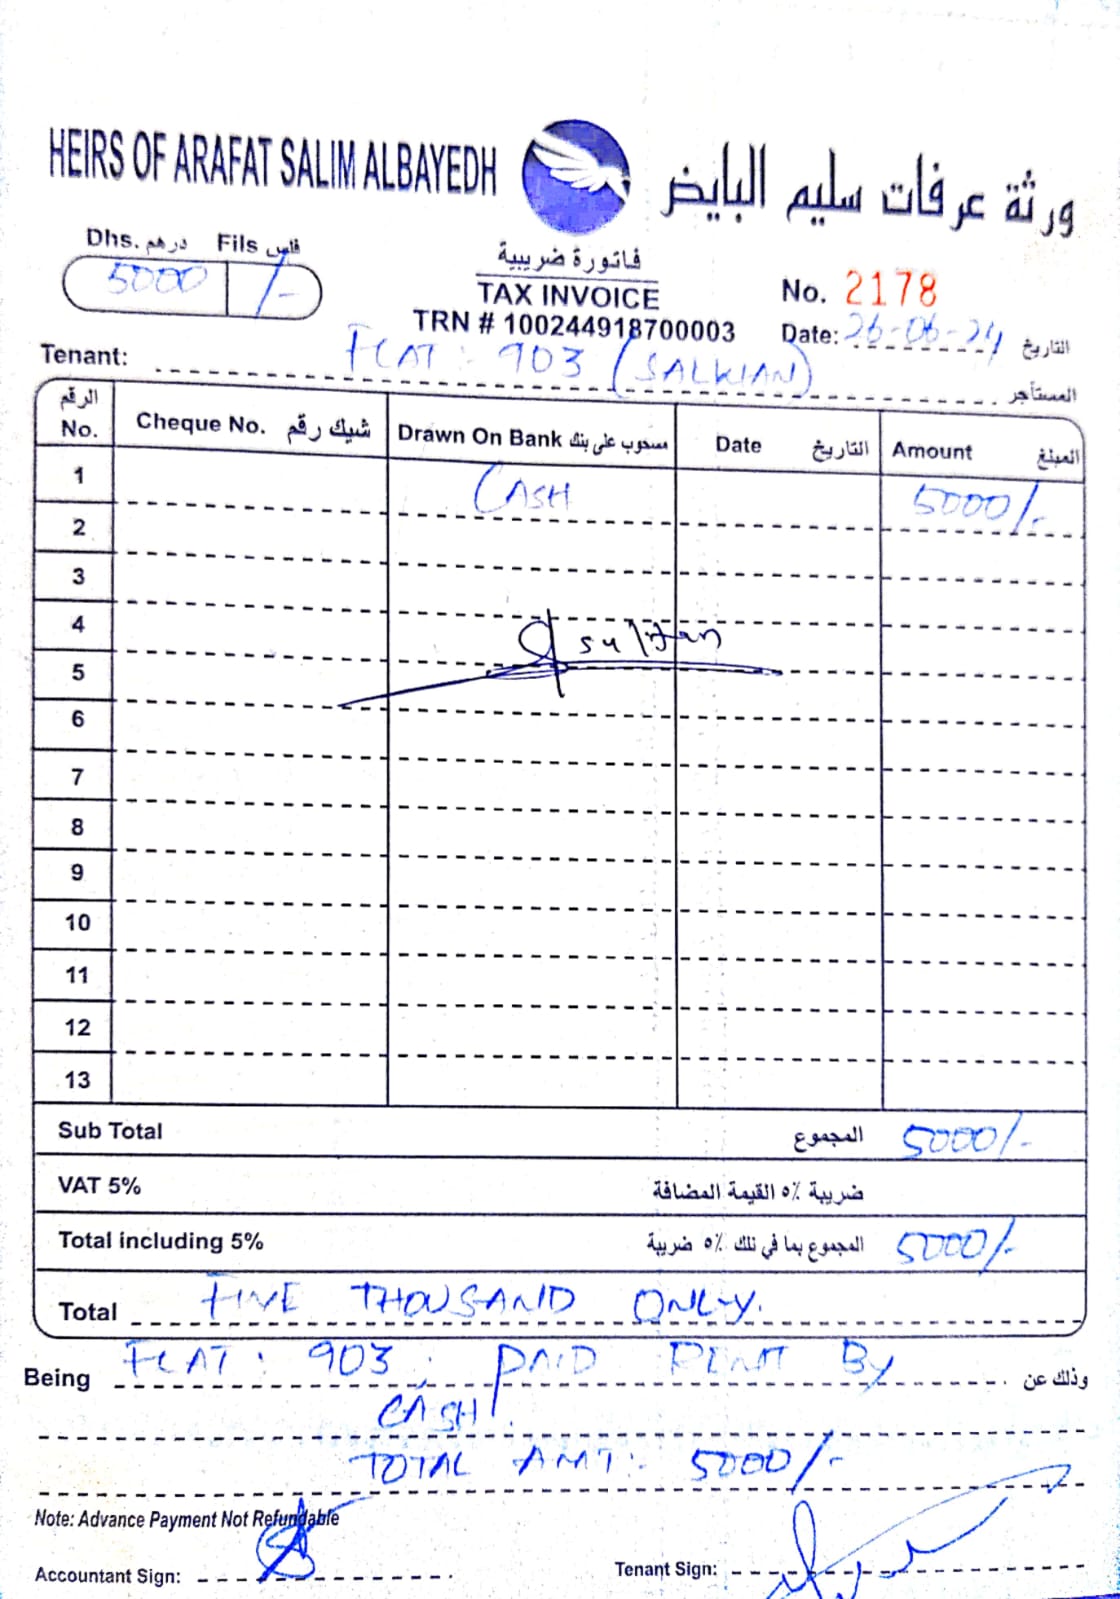 HEIRS OF ARAFAT SALIM ALBAYEDH ورثة عرفات سليم البايض
Dhs. درهم Fils فلس
5000 /-
فاتورة ضريبية
TAX INVOICE
TRN # 100244918700003
No. 2178
Date: 26-06-24 التاريخ
Tenant: FLAT: 903 (SALKIAN) المستأجر
الرقم No. Cheque No. شيك رقم Drawn On Bank مسحوب على بنك Date التاريخ Amount المبلغ
1 CASH 5000/-
2
3
4 sultan
5
6
7
8
9
10
11
12
13
Sub Total المجموع 5000/-
VAT 5% ضريبة ٥٪ القيمة المضافة
Total including 5% المجموع بما في تلك ٥٪ ضريبة 5000/-
Total FIVE THOUSAND ONLY.
Being FLAT: 903, PAID RENT BY وذلك عن
CASH.
TOTAL AMT: 5000/-
Note: Advance Payment Not Refundable
Accountant Sign: Tenant Sign: